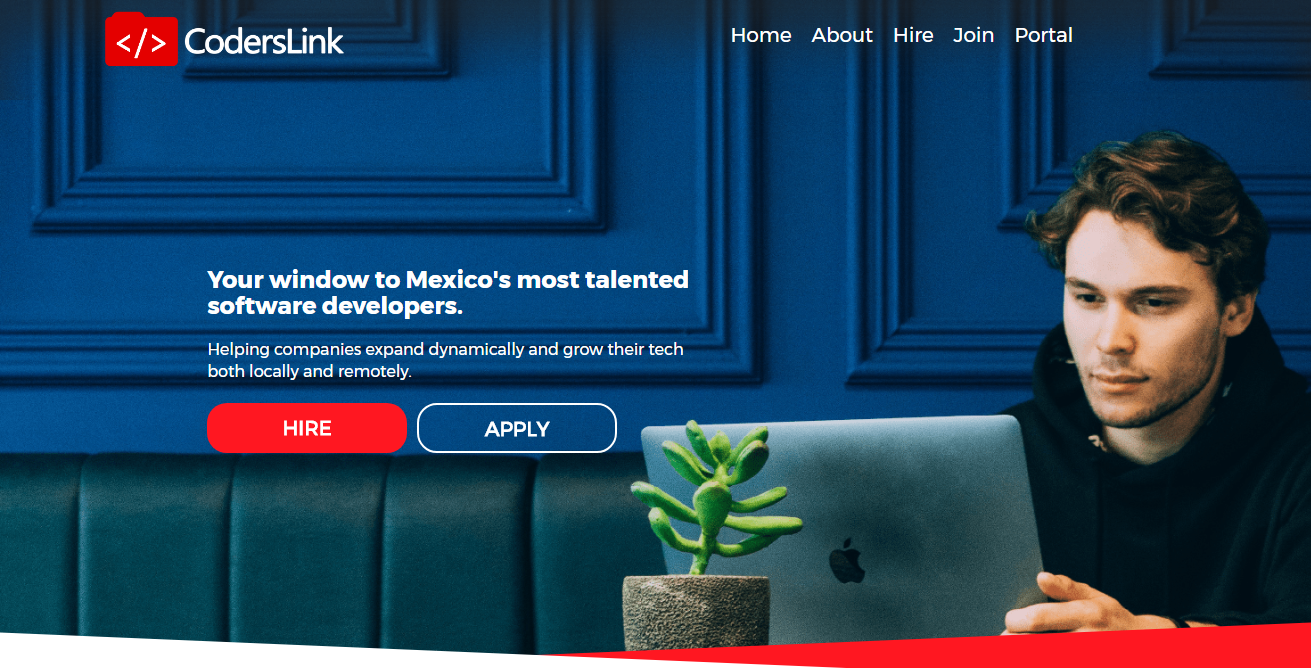 </> CodersLink
Home About Hire Join Portal
Your window to Mexico's most talented
software developers.
Helping companies expand dynamically and grow their tech
both locally and remotely.
HIRE APPLY